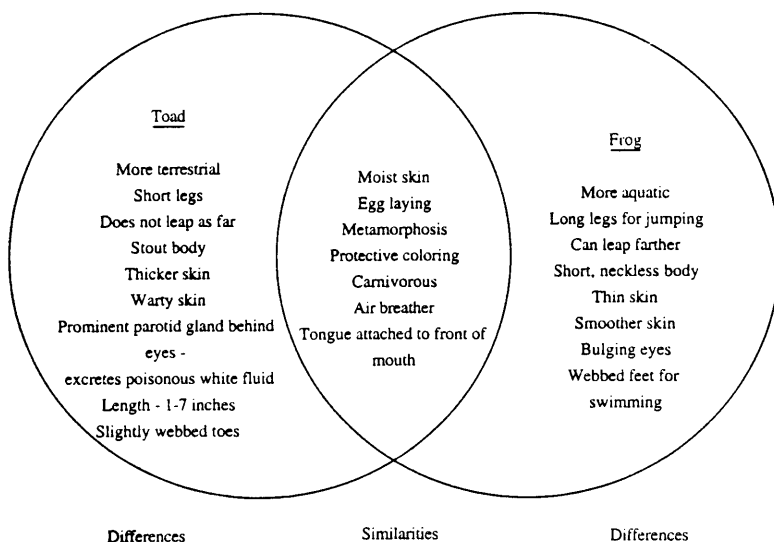 Toad
More terrestrial
Short legs
Does not leap as far
Stout body
Thicker skin
Warty skin
Prominent parotid gland behind
eyes -
excretes poisonous white fluid
Length - 1-7 inches
Slightly webbed toes
Moist skin
Egg laying
Metamorphosis
Protective coloring
Carnivorous
Air breather
Tongue attached to front of
mouth
Frog
More aquatic
Long legs for jumping
Can leap farther
Short, neckless body
Thin skin
Smoother skin
Bulging eyes
Webbed feet for
swimming
Differences
Similarities
Differences